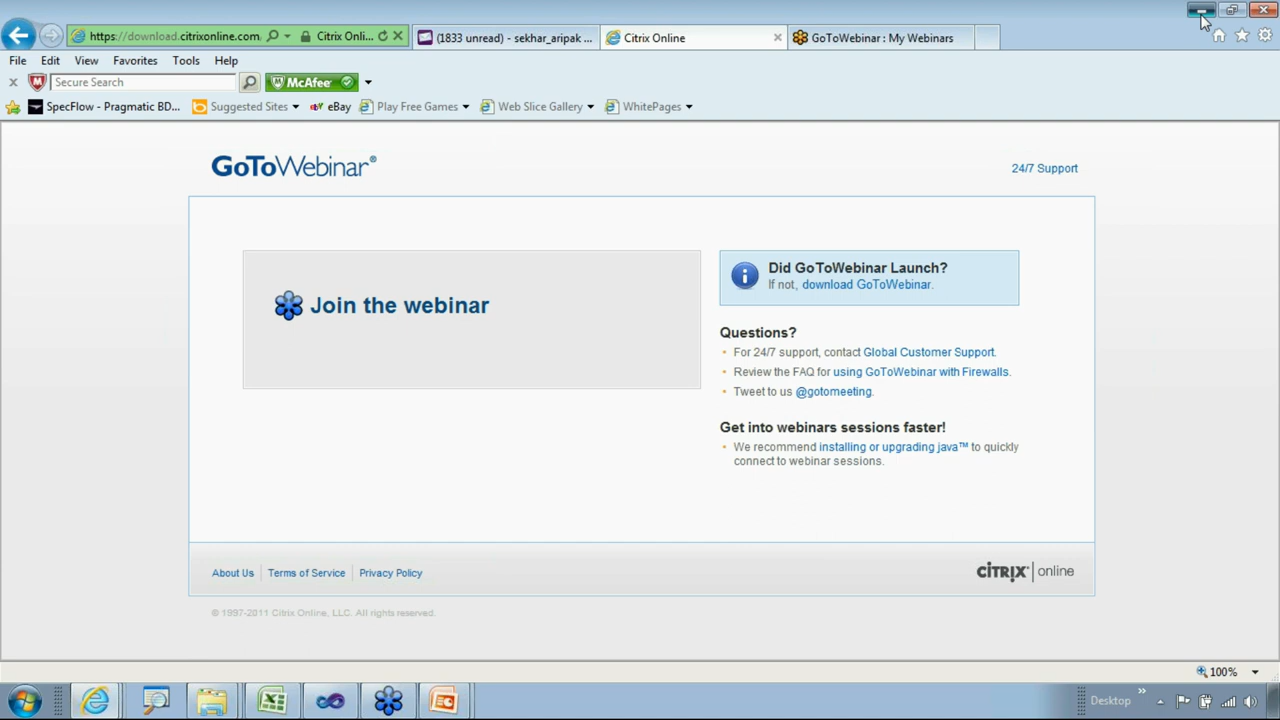 https://download.citrixonline.com
Citrix Onli...
(1833 unread) - sekhar_aripak ...
Citrix Online
GoToWebinar : My Webinars
File Edit View Favorites Tools Help
Secure Search
McAfee
SpecFlow - Pragmatic BD...
Suggested Sites
eBay
Play Free Games
Web Slice Gallery
WhitePages
GoToWebinar®
24/7 Support
Join the webinar
Did GoToWebinar Launch?
If not, download GoToWebinar.
Questions?
For 24/7 support, contact Global Customer Support.
Review the FAQ for using GoToWebinar with Firewalls.
Tweet to us @gotomeeting.
Get into webinars sessions faster!
We recommend installing or upgrading java™ to quickly
connect to webinar sessions.
About Us
Terms of Service
Privacy Policy
CITRIX online
© 1997-2011 Citrix Online, LLC. All rights reserved.
100%
Desktop